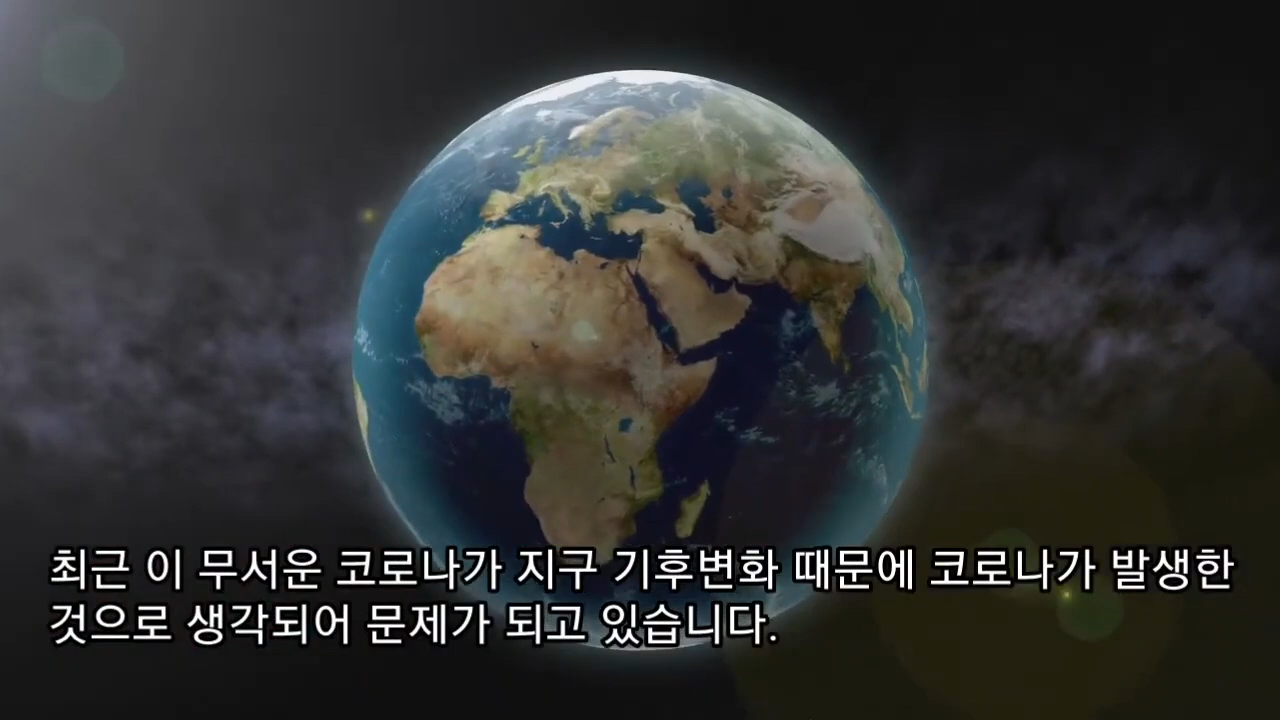 최근 이 무서운 코로나가 지구 기후변화 때문에 코로나가 발생한
것으로 생각되어 문제가 되고 있습니다.